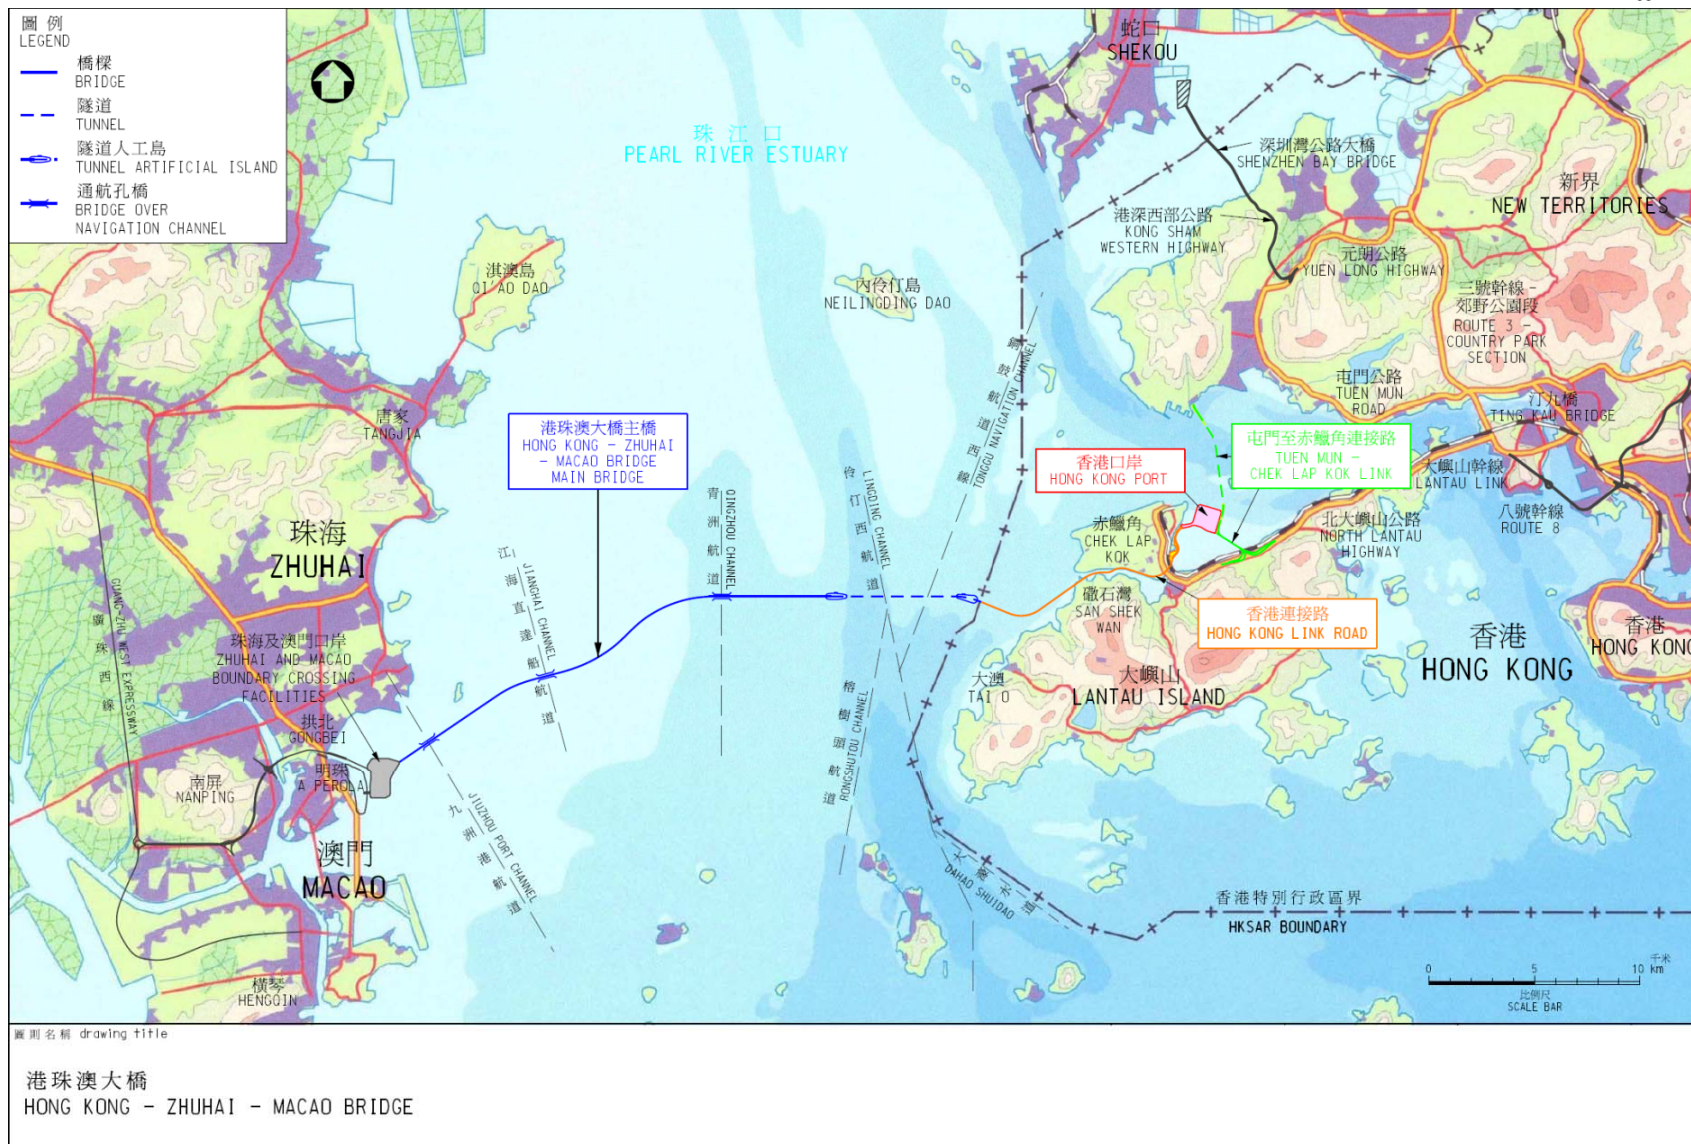 圖 例
LEGEND
橋樑
BRIDGE
隧道
TUNNEL
隧道人工島
TUNNEL ARTIFICIAL ISLAND
通航孔橋
BRIDGE OVER
NAVIGATION CHANNEL
蛇口
SHEKOU
珠 江 口
PEARL RIVER ESTUARY
深圳灣公路大橋
SHENZHEN BAY BRIDGE
新界
NEW TERRITORIES
港深西部公路
KONG SHAM
WESTERN HIGHWAY
元朗公路
YUEN LONG HIGHWAY
淇澳島
QI'AO DAO
內伶仃島
NEILINGDING DAO
三號幹線 -
郊野公園段
ROUTE 3 -
COUNTRY PARK
SECTION
屯門公路
TUEN MUN
ROAD
汀九橋
TING KAU BRIDGE
唐家
TANGJIA
港珠澳大橋主橋
HONG KONG - ZHUHAI
- MACAO BRIDGE
MAIN BRIDGE
屯門至赤鱲角連接路
TUEN MUN -
CHEK LAP KOK LINK
香港口岸
HONG KONG PORT
大嶼山幹線
LANTAU LINK
八號幹線
ROUTE 8
北大嶼山公路
NORTH LANTAU
HIGHWAY
赤鱲角
CHEK LAP
KOK
珠海
ZHUHAI
銅鼓航道西線
TONGGU NAVIGATION CHANNEL
伶仃西航道
LINGDING CHANNEL
青洲航道
QINGZHOU CHANNEL
江海直達船航道
JIANGHAI CHANNEL
廣珠西線
GUANG-ZHU WEST EXPRESSWAY
䃟石灣
SAN SHEK
WAN
香港連接路
HONG KONG LINK ROAD
香港
HONG KONG
香港
HONG KONG
珠海及澳門口岸
ZHUHAI AND MACAO
BOUNDARY CROSSING
FACILITIES
大澳
TAI O
大嶼山
LANTAU ISLAND
拱北
GONGBEI
明珠
A PEROLA
南屏
NANPING
榕樹頭航道
RONGSHUTOU CHANNEL
九洲港航道
JIUZHOU PORT CHANNEL
澳門
MACAO
大濠水道
DAHAO SHUIDAO
香港特別行政區界
HKSAR BOUNDARY
橫琴
HENGQIN
0 5 10 千米
km
比例尺
SCALE BAR
圖則名稱 drawing title
港珠澳大橋
HONG KONG - ZHUHAI - MACAO BRIDGE